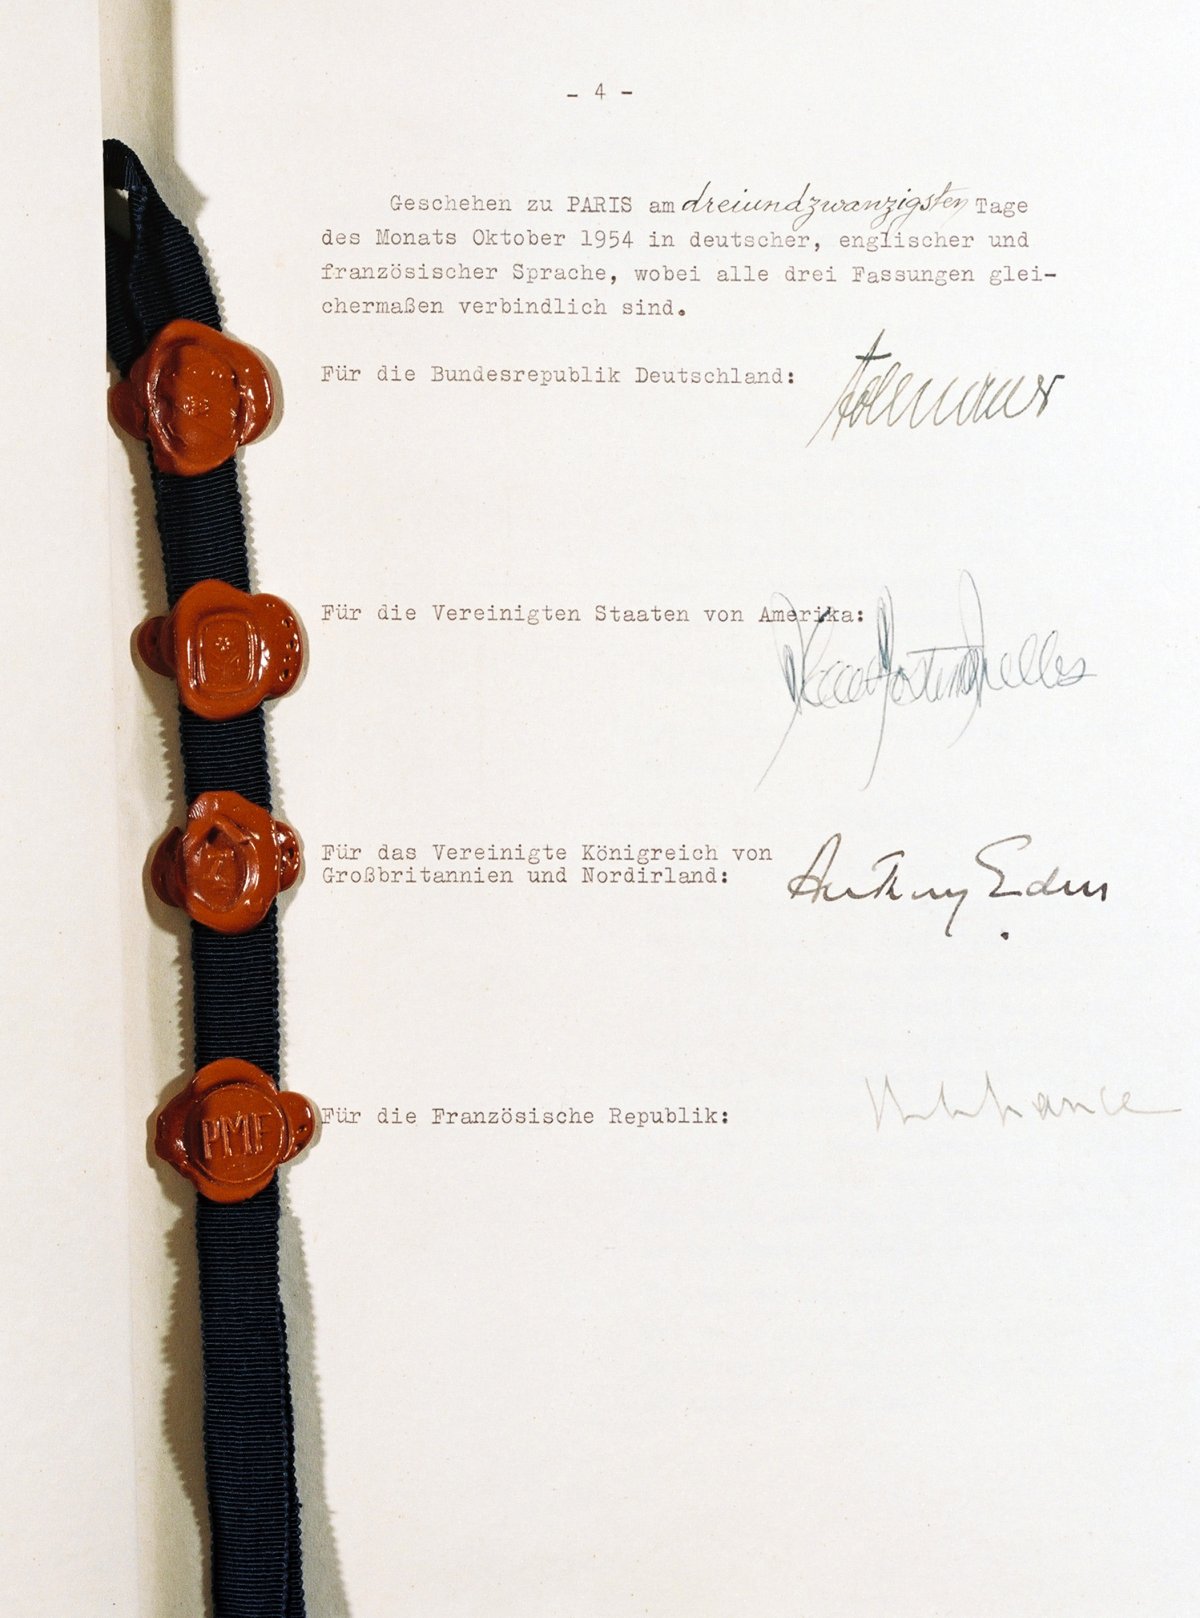 - 4 -
Geschehen zu PARIS am dreiundzwanzigsten Tage
des Monats Oktober 1954 in deutscher, englischer und
französischer Sprache, wobei alle drei Fassungen glei-
chermaßen verbindlich sind.
Für die Bundesrepublik Deutschland:
Adenauer
Für die Vereinigten Staaten von Amerika:
Für das Vereinigte Königreich von
Großbritannien und Nordirland:
Anthony Eden
Für die Französische Republik:
PMF